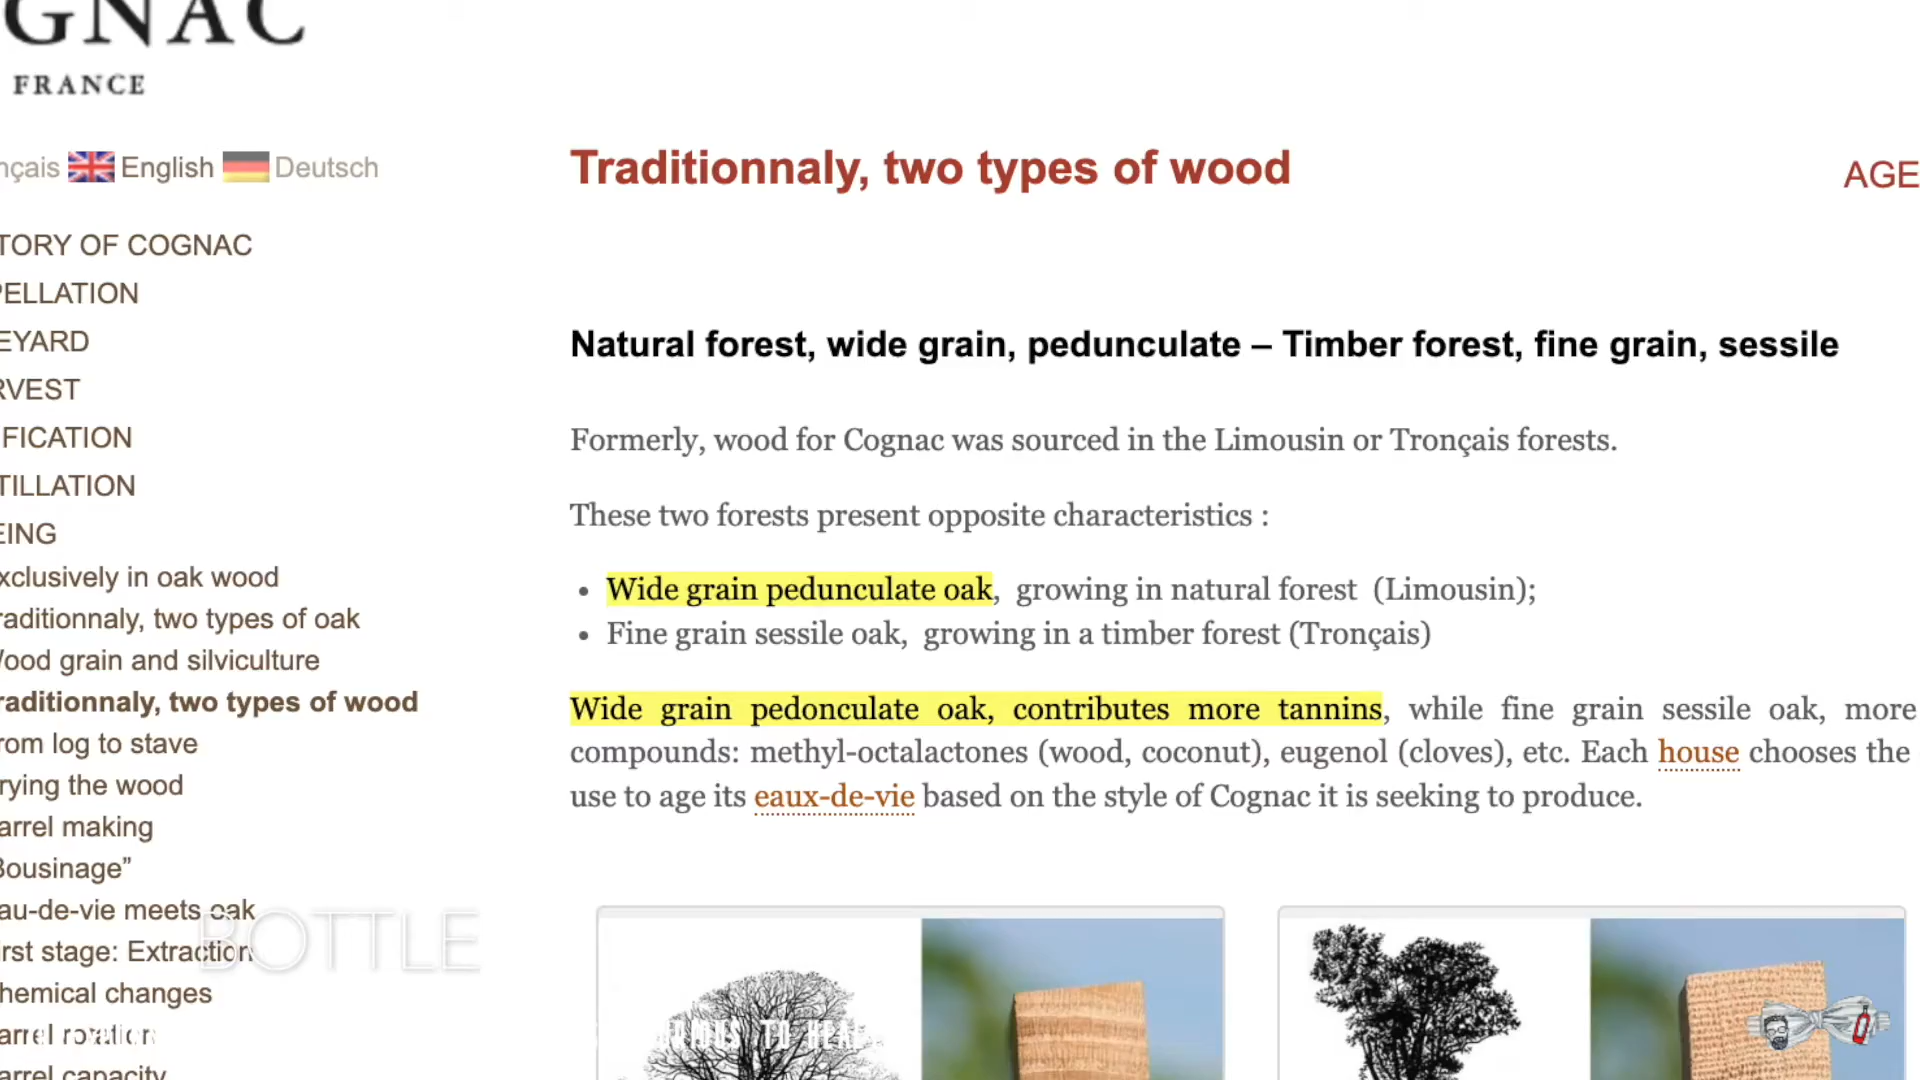 GNAC
FRANCE
nçais English Deutsch
TORY OF COGNAC
PELLATION
EYARD
RVEST
FICATION
TILLATION
EING
xclusively in oak wood
raditionnaly, two types of oak
Wood grain and silviculture
raditionnaly, two types of wood
rom log to stave
rying the wood
arrel making
Bousinage”
au-de-vie meets oak
irst stage: Extraction
hemical changes
arrel rotation
arrel capacity
BOTTLE
Traditionnaly, two types of wood
AGE
Natural forest, wide grain, pedunculate – Timber forest, fine grain, sessile
Formerly, wood for Cognac was sourced in the Limousin or Tronçais forests.
These two forests present opposite characteristics :
• Wide grain pedunculate oak, growing in natural forest (Limousin);
• Fine grain sessile oak, growing in a timber forest (Tronçais)
Wide grain pedonculate oak, contributes more tannins, while fine grain sessile oak, more
compounds: methyl-octalactones (wood, coconut), eugenol (cloves), etc. Each house chooses the
use to age its eaux-de-vie based on the style of Cognac it is seeking to produce.
TO